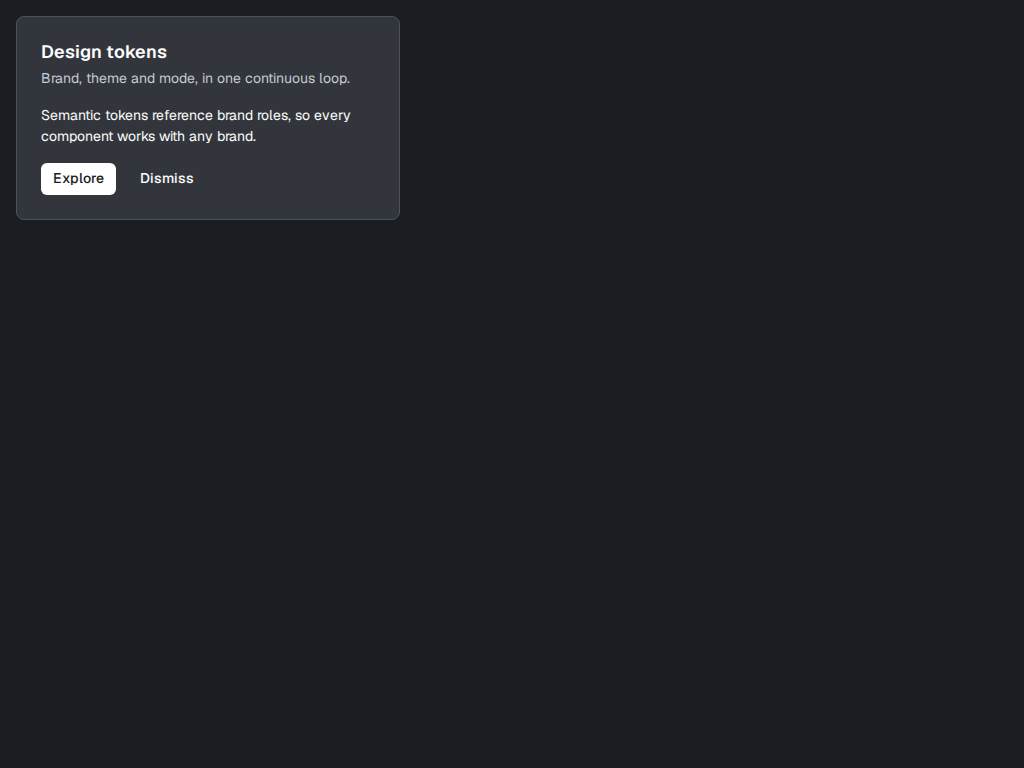 Design tokens
Brand, theme and mode, in one continuous loop.
Semantic tokens reference brand roles, so every
component works with any brand.
Explore
Dismiss